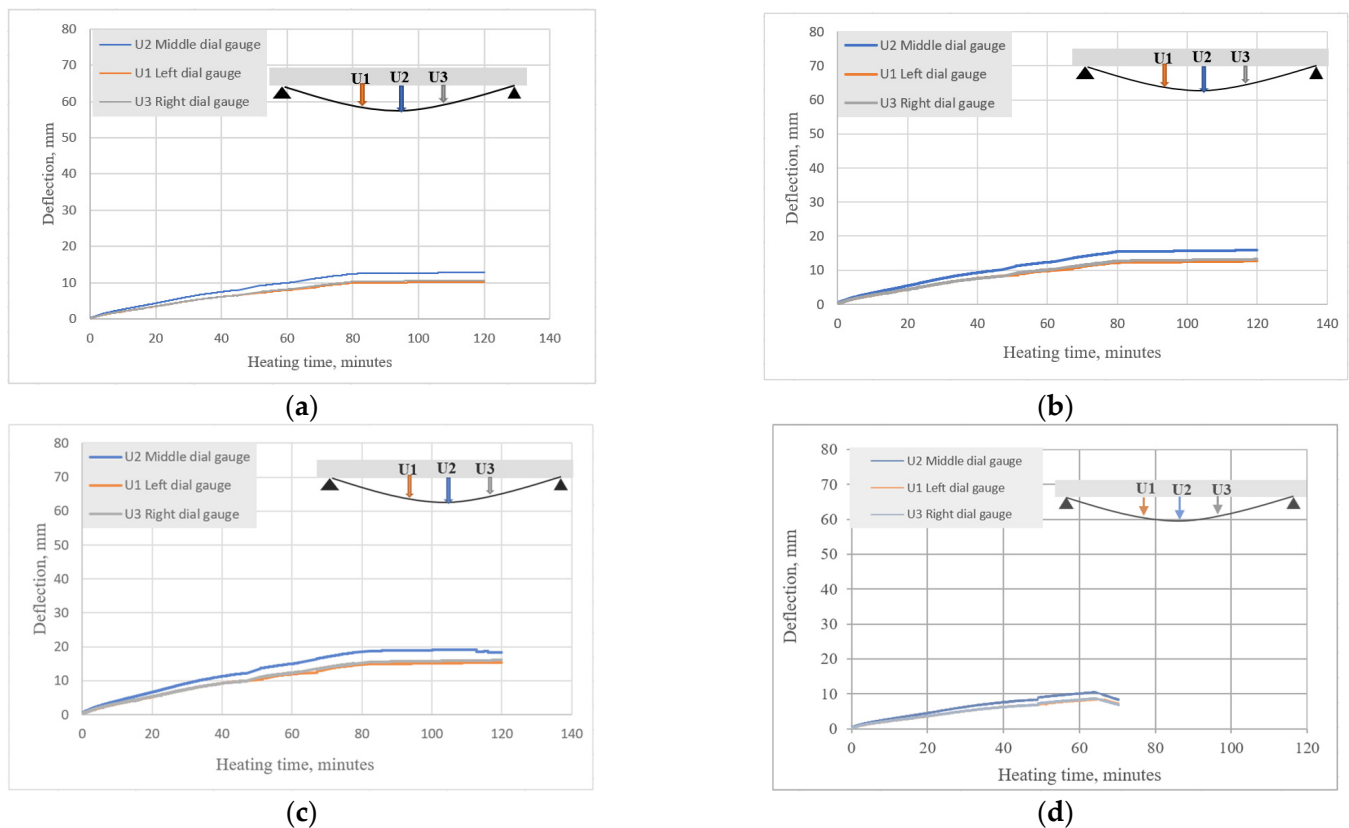 80
70
60
50
40
30
20
10
0
Deflection, mm
U2 Middle dial gauge
U1 Left dial gauge
U3 Right dial gauge
U1 U2 U3
0 20 40 60 80 100 120 140
Heating time, minutes
(a)
80
70
60
50
40
30
20
10
0
Deflection, mm
U2 Middle dial gauge
U1 Left dial gauge
U3 Right dial gauge
U1 U2 U3
0 20 40 60 80 100 120 140
Heating time, minutes
(b)
80
70
60
50
40
30
20
10
0
Deflection, mm
U2 Middle dial gauge
U1 Left dial gauge
U3 Right dial gauge
U1 U2 U3
0 20 40 60 80 100 120 140
Heating time, minutes
(c)
80
70
60
50
40
30
20
10
0
Deflection, mm
U2 Middle dial gauge
U1 Left dial gauge
U3 Right dial gauge
U1 U2 U3
0 20 40 60 80 100 120
Heating time, minutes
(d)